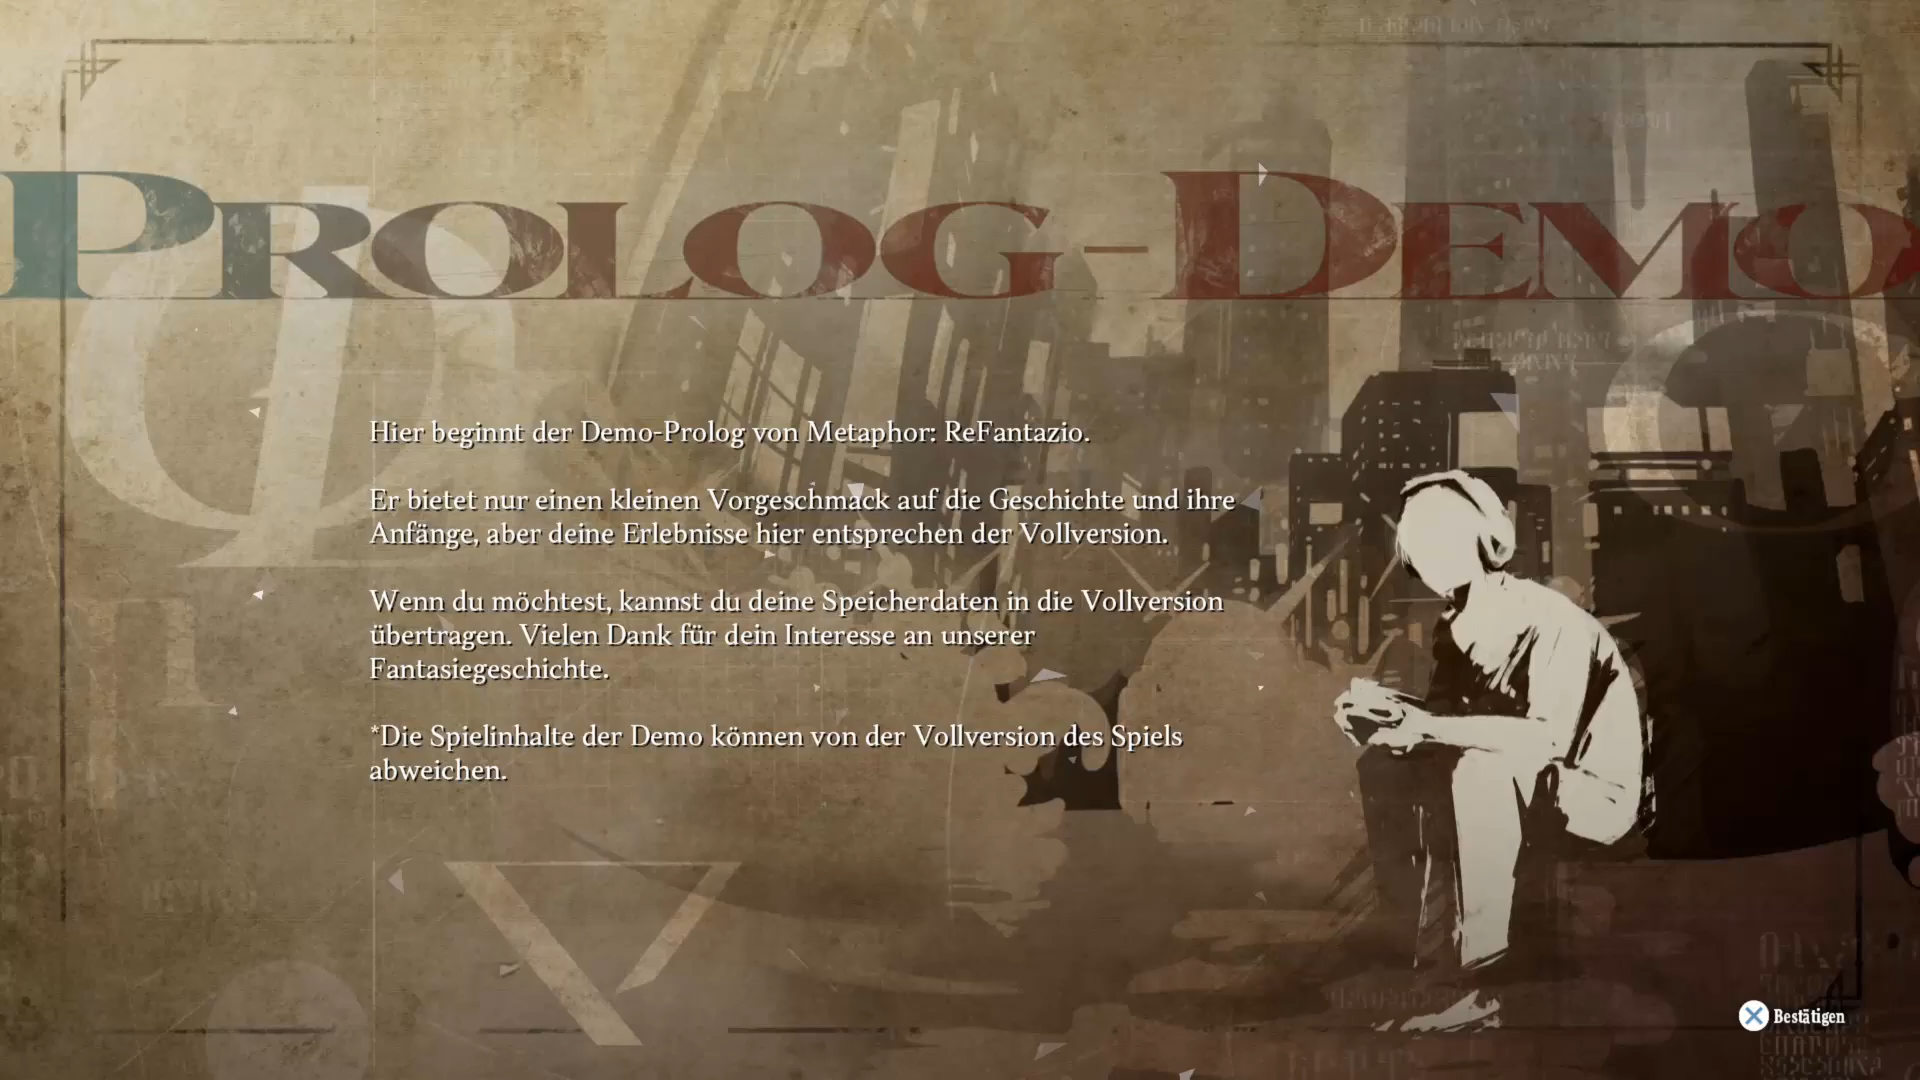 Prolog-Demo
Hier beginnt der Demo-Prolog von Metaphor: ReFantazio.
Er bietet nur einen kleinen Vorgeschmack auf die Geschichte und ihre
Anfänge, aber deine Erlebnisse hier entsprechen der Vollversion.
Wenn du möchtest, kannst du deine Speicherdaten in die Vollversion
übertragen. Vielen Dank für dein Interesse an unserer
Fantasiegeschichte.
*Die Spielinhalte der Demo können von der Vollversion des Spiels
abweichen.
Bestätigen